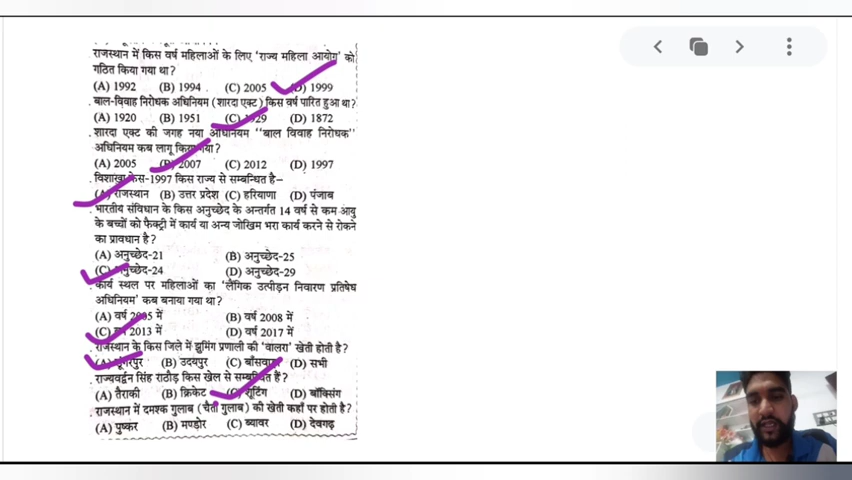 राजस्थान में किस वर्ष महिलाओं के लिए 'राज्य महिला आयोग' को
गठित किया गया था?
(A) 1992 (B) 1994 (C) 2005 (D) 1999
बाल-विवाह निरोधक अधिनियम (शारदा एक्ट) किस वर्ष पारित हुआ था?
(A) 1920 (B) 1951 (C) 1929 (D) 1872
शारदा एक्ट की जगह नया अधिनियम "बाल विवाह निरोधक"
अधिनियम कब लागू किया गया?
(A) 2005 (B) 2007 (C) 2012 (D) 1997
विशाखा केस-1997 किस राज्य से सम्बन्धित है–
(A) राजस्थान (B) उत्तर प्रदेश (C) हरियाणा (D) पंजाब
भारतीय संविधान के किस अनुच्छेद के अन्तर्गत 14 वर्ष से कम आयु
के बच्चों को फैक्ट्री में कार्य या अन्य जोखिम भरा कार्य करने से रोकने
का प्रावधान है?
(A) अनुच्छेद-21 (B) अनुच्छेद-25
(C) अनुच्छेद-24 (D) अनुच्छेद-29
कार्य स्थल पर महिलाओं का 'लैंगिक उत्पीड़न निवारण प्रतिषेध
अधिनियम' कब बनाया गया था?
(A) वर्ष 2005 में (B) वर्ष 2008 में
(C) वर्ष 2013 में (D) वर्ष 2017 में
राजस्थान के किस जिले में झुमिंग प्रणाली की 'वालरा' खेती होती है?
(A) डूंगरपुर (B) उदयपुर (C) बाँसवाड़ा (D) सभी
राज्यवर्द्धन सिंह राठौड़ किस खेल से सम्बन्धित हैं?
(A) तैराकी (B) क्रिकेट (C) शूटिंग (D) बॉक्सिंग
राजस्थान में दमश्क गुलाब (चैती गुलाब) की खेती कहाँ पर होती है?
(A) पुष्कर (B) मण्डोर (C) ब्यावर (D) देवगढ़